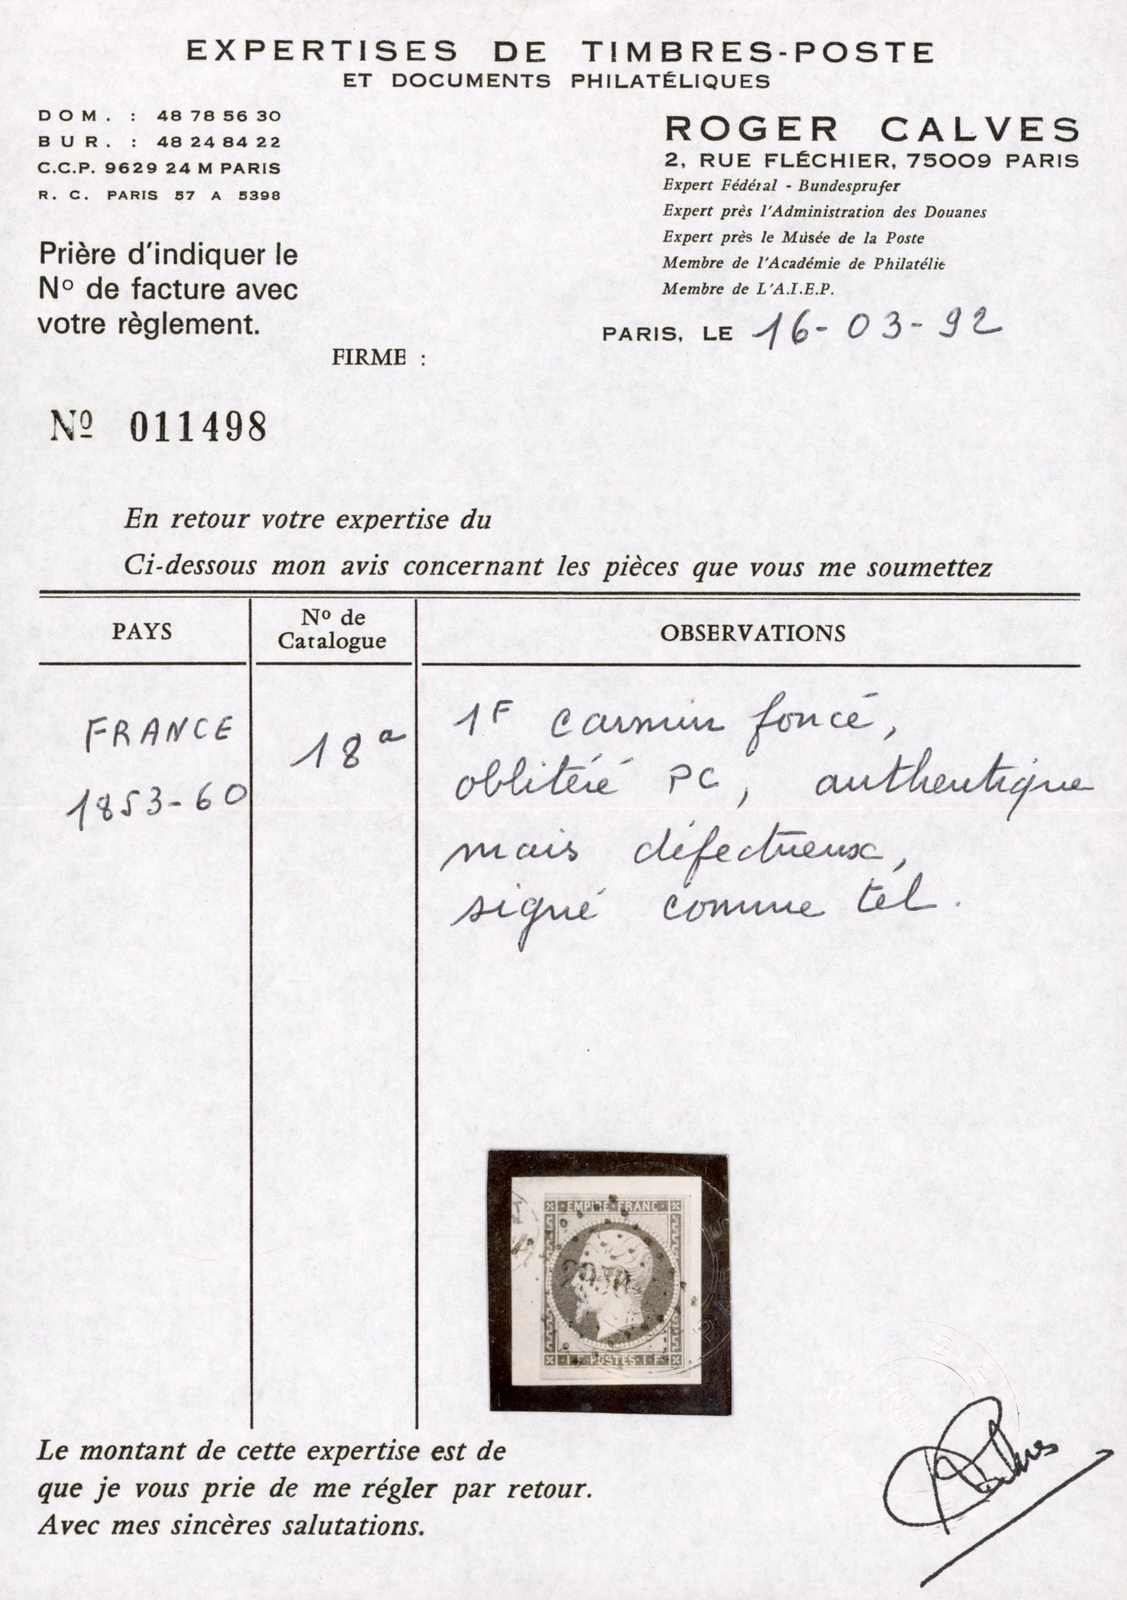 EXPERTISES DE TIMBRES-POSTE
ET DOCUMENTS PHILATÉLIQUES
DOM. : 48 78 56 30
BUR. : 48 24 84 22
C.C.P. 9629 24 M PARIS
R. C. PARIS 57 A 5398
ROGER CALVES
2, RUE FLÉCHIER, 75009 PARIS
Expert Fédéral - Bundesprufer
Expert près l'Administration des Douanes
Expert près le Musée de la Poste
Membre de l'Académie de Philatélie
Membre de L'A.I.E.P.
Prière d'indiquer le
Nº de facture avec
votre règlement.
PARIS, LE 16-03-92
FIRME :
Nº 011498
En retour votre expertise du
Ci-dessous mon avis concernant les pièces que vous me soumettez
PAYS
Nº de
Catalogue
OBSERVATIONS
FRANCE
1853-60
18a
1F carmin foncé,
oblitéré PC, authentique
mais défectueux,
signé comme tel.
EMPIRE FRANC
1 F POSTES 1 F
Le montant de cette expertise est de
que je vous prie de me régler par retour.
Avec mes sincères salutations.